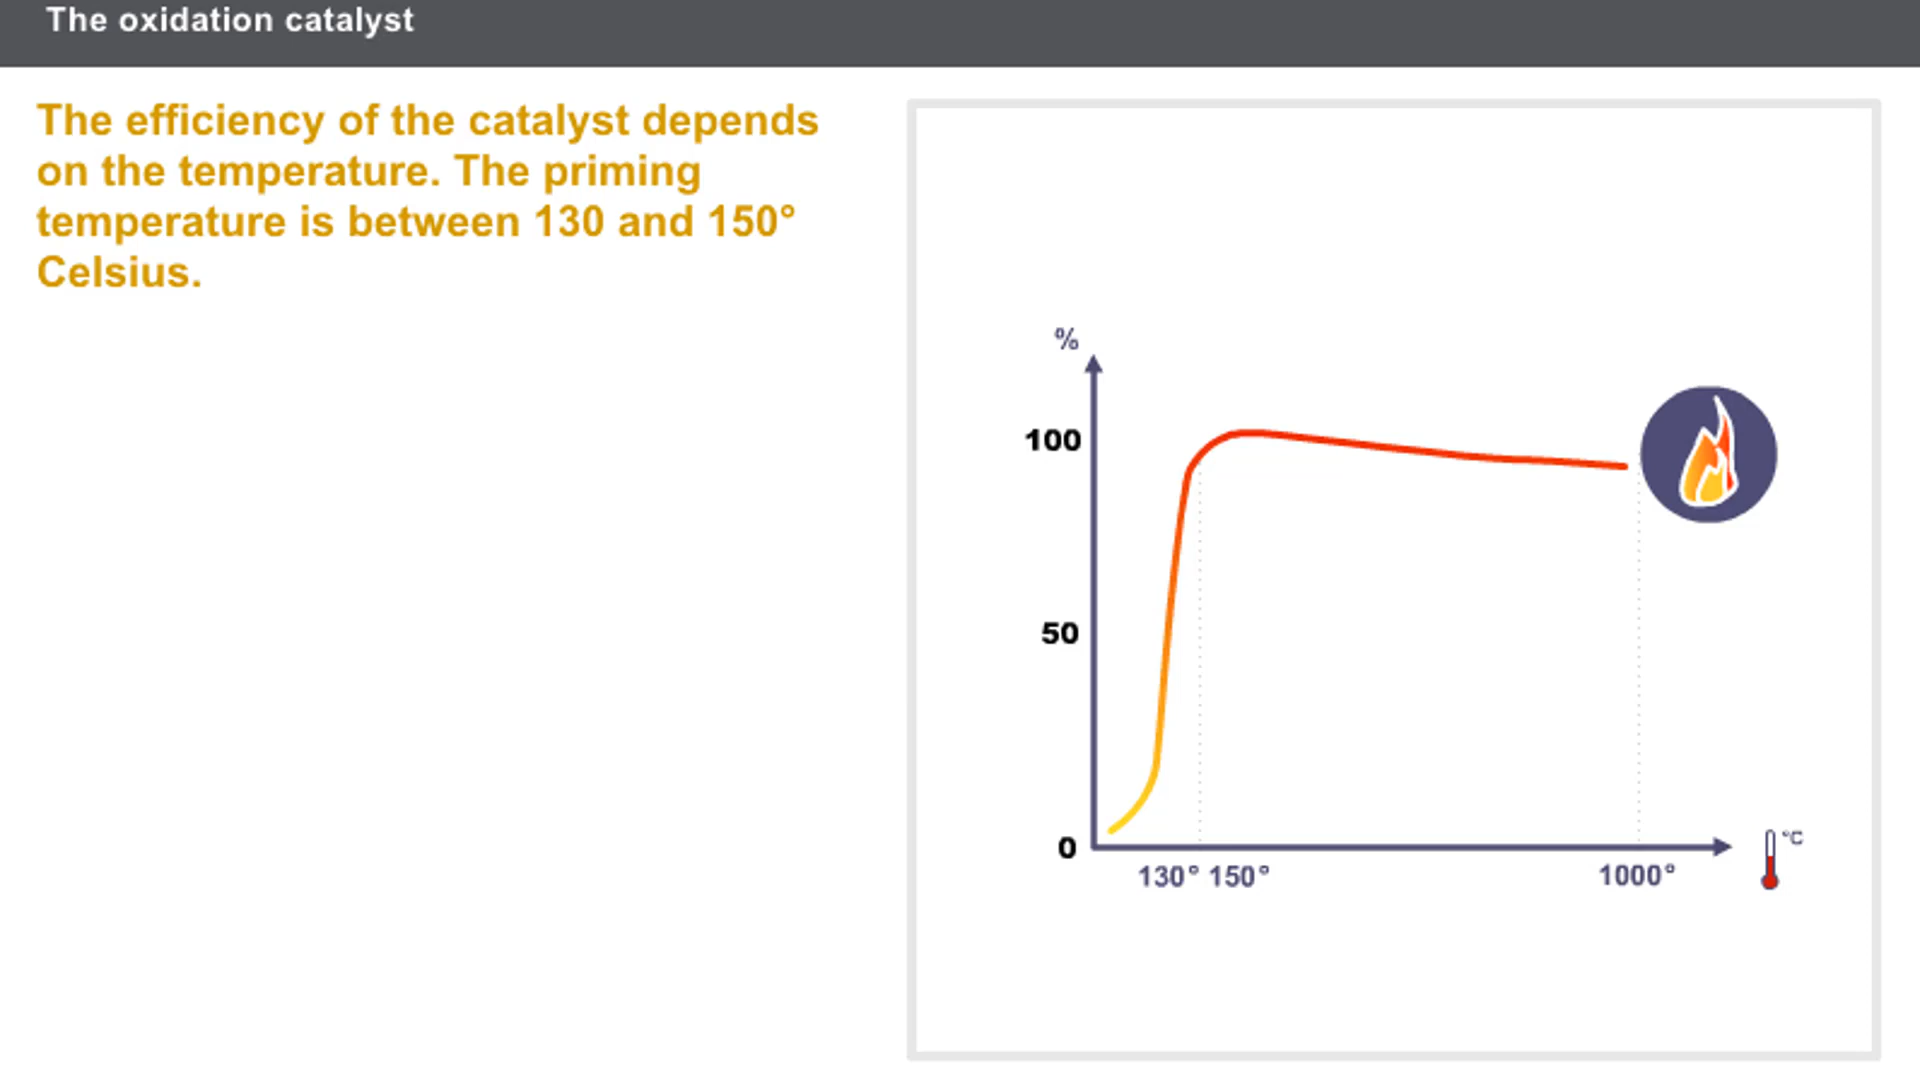 The oxidation catalyst
The efficiency of the catalyst depends
on the temperature. The priming
temperature is between 130 and 150°
Celsius.
%
100
50
0
130° 150°
1000°
°C